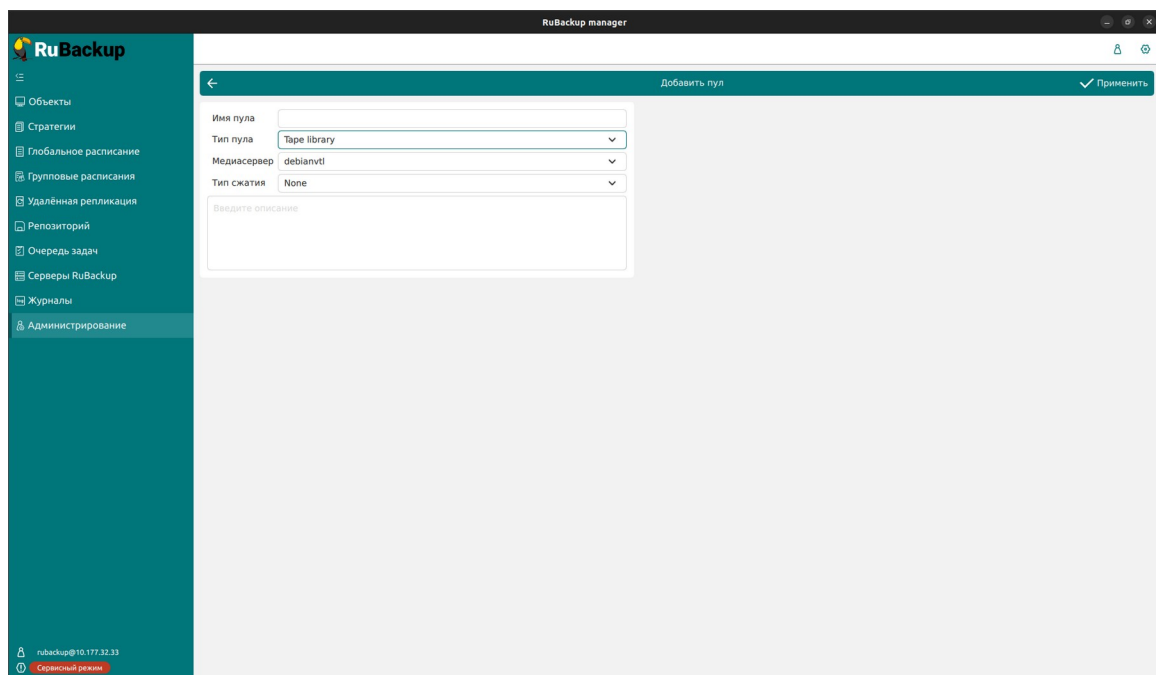 RuBackup manager
RuBackup
Добавить пул
Применить
Объекты
Стратегии
Глобальное расписание
Групповые расписания
Удалённая репликация
Репозиторий
Очередь задач
Серверы RuBackup
Журналы
Администрирование
Имя пула
Тип пула Tape library
Медиасервер debianvtl
Тип сжатия None
Введите описание
rubackup@10.177.32.33
Сервисный режим